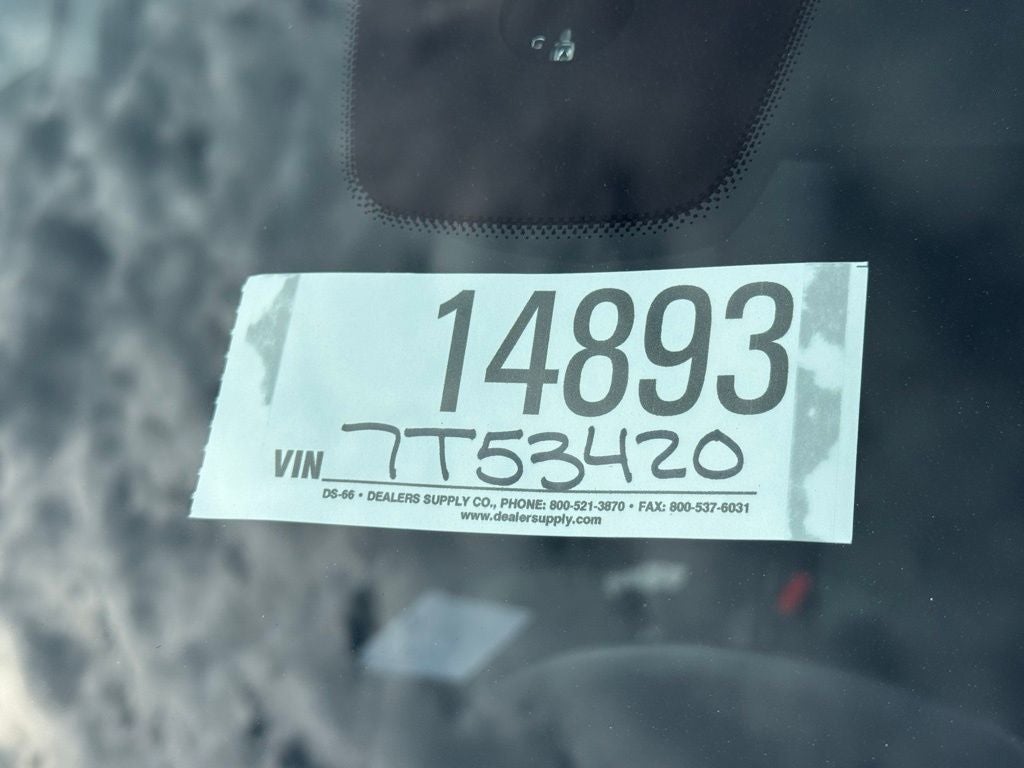 14893
VIN 7T53420
DS-66 • DEALERS SUPPLY CO., PHONE: 800-521-3870 • FAX: 800-537-6031
www.dealersupply.com